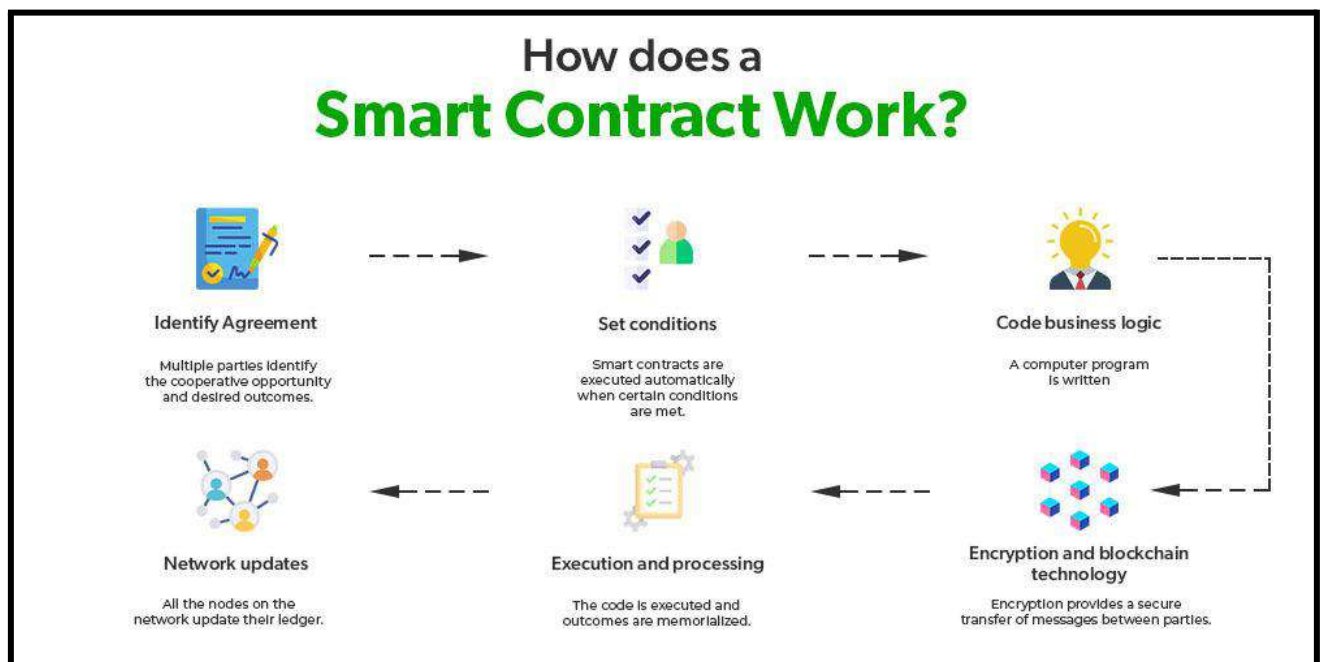 How does a
Smart Contract Work?
Identify Agreement
Multiple parties identify
the cooperative opportunity
and desired outcomes.
Set conditions
Smart contracts are
executed automatically
when certain conditions
are met.
Code business logic
A computer program
is written
Encryption and blockchain
technology
Encryption provides a secure
transfer of messages between parties.
Execution and processing
The code is executed and
outcomes are memorialized.
Network updates
All the nodes on the
network update their ledger.